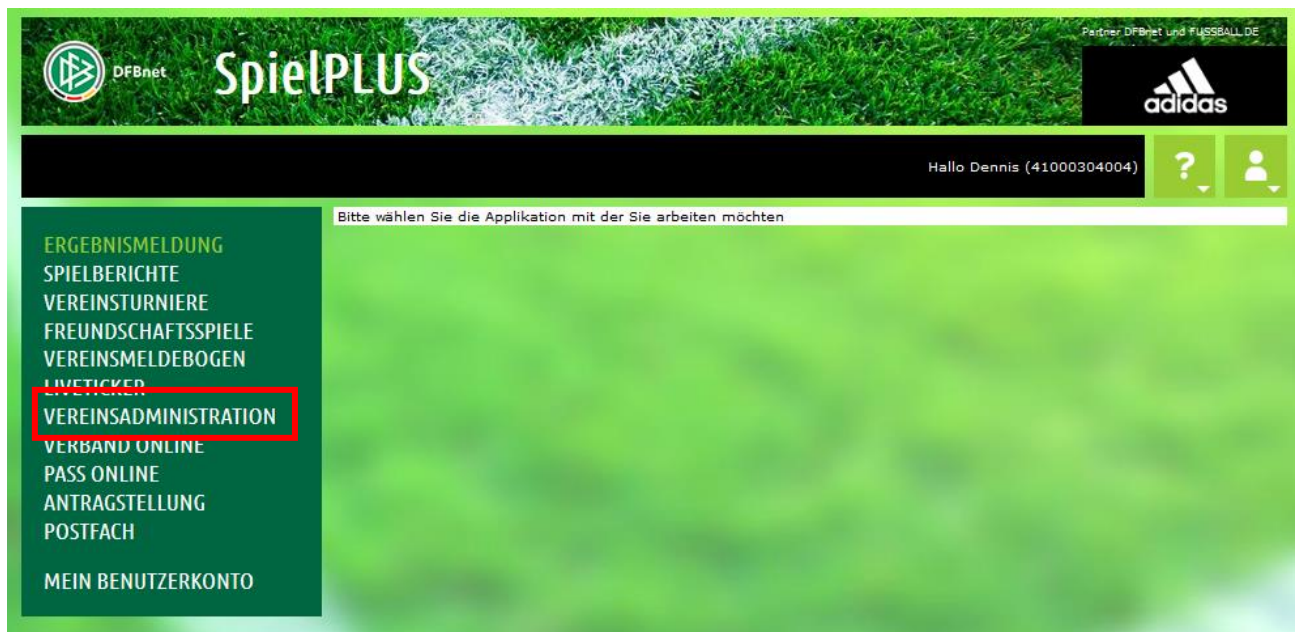 Partner DFBnet und FUSSBALL.DE
DFBnet SpielPLUS
adidas
Hallo Dennis (41000304004) ?
Bitte wählen Sie die Applikation mit der Sie arbeiten möchten
ERGEBNISMELDUNG
SPIELBERICHTE
VEREINSTURNIERE
FREUNDSCHAFTSSPIELE
VEREINSMELDEBOGEN
LIVETICKER
VEREINSADMINISTRATION
VERBAND ONLINE
PASS ONLINE
ANTRAGSTELLUNG
POSTFACH
MEIN BENUTZERKONTO